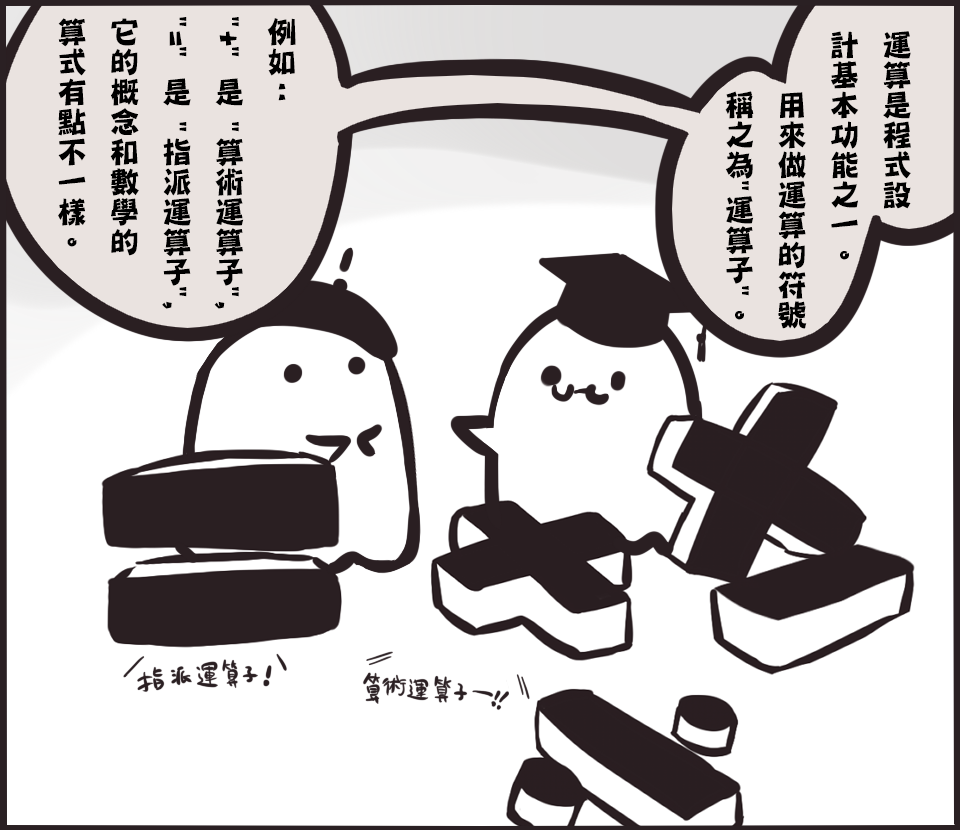 運算是程式設
計基本功能之一。
用來做運算的符號
稱之為"運算子"。
例如：
"+" 是 "算術運算子",
"=" 是 "指派運算子",
它的概念和數學的
算式有點不一樣。
指派運算子!
算術運算子一!!